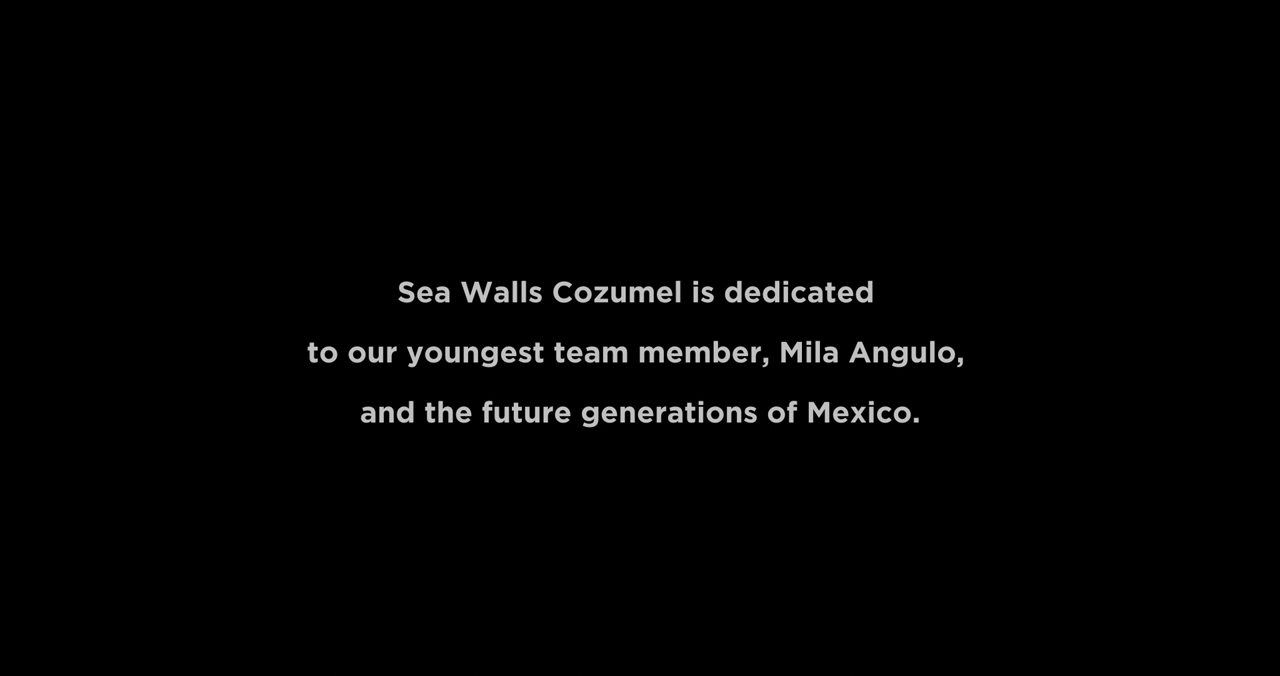 Sea Walls Cozumel is dedicated
to our youngest team member, Mila Angulo,
and the future generations of Mexico.